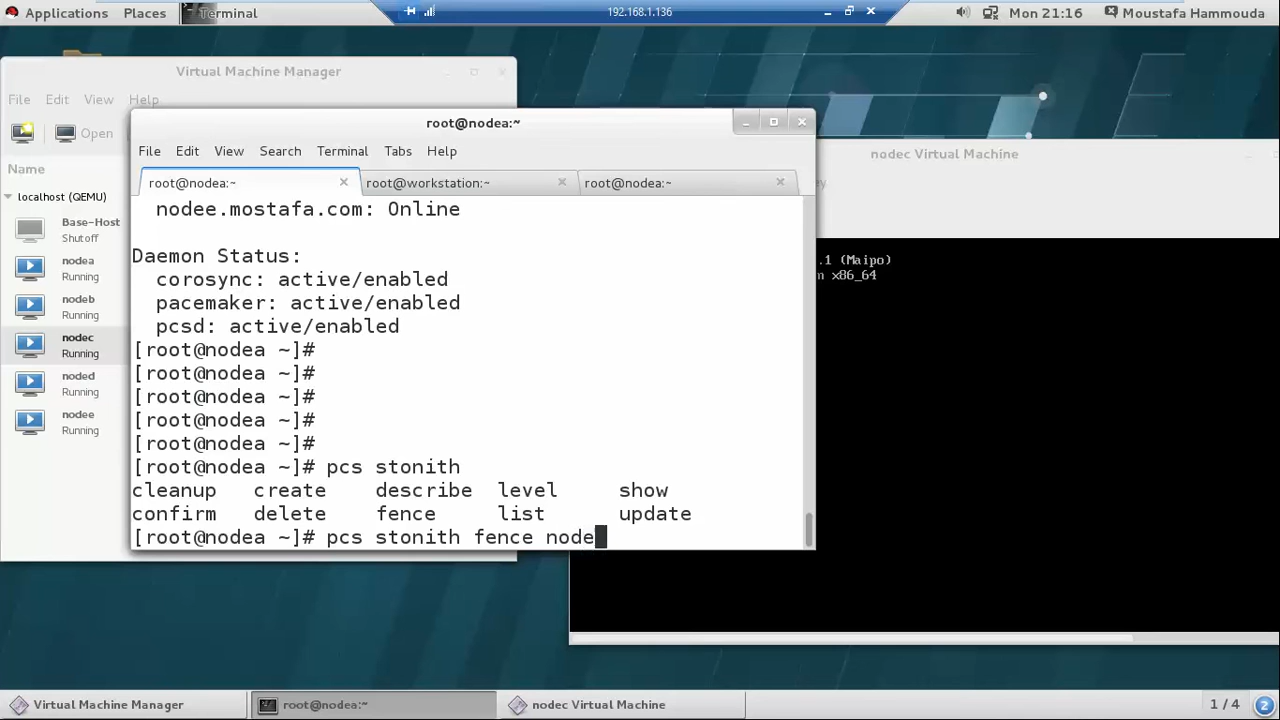 Applications Places Terminal 192.168.1.136 Mon 21:16 Moustafa Hammouda
Virtual Machine Manager
File Edit View Help
Open
Name
localhost (QEMU)
Base-Host
Shutoff
nodea
Running
nodeb
Running
nodec
Running
noded
Running
nodee
Running
root@nodea:~
File Edit View Search Terminal Tabs Help
root@nodea:~ root@workstation:~ root@nodea:~
nodee.mostafa.com: Online
Daemon Status:
corosync: active/enabled
pacemaker: active/enabled
pcsd: active/enabled
[root@nodea ~]#
[root@nodea ~]#
[root@nodea ~]#
[root@nodea ~]#
[root@nodea ~]#
[root@nodea ~]# pcs stonith
cleanup create describe level show
confirm delete fence list update
[root@nodea ~]# pcs stonith fence node
nodec Virtual Machine
.1 (Maipo)
x86_64
Virtual Machine Manager root@nodea:~ nodec Virtual Machine 1 / 4 2